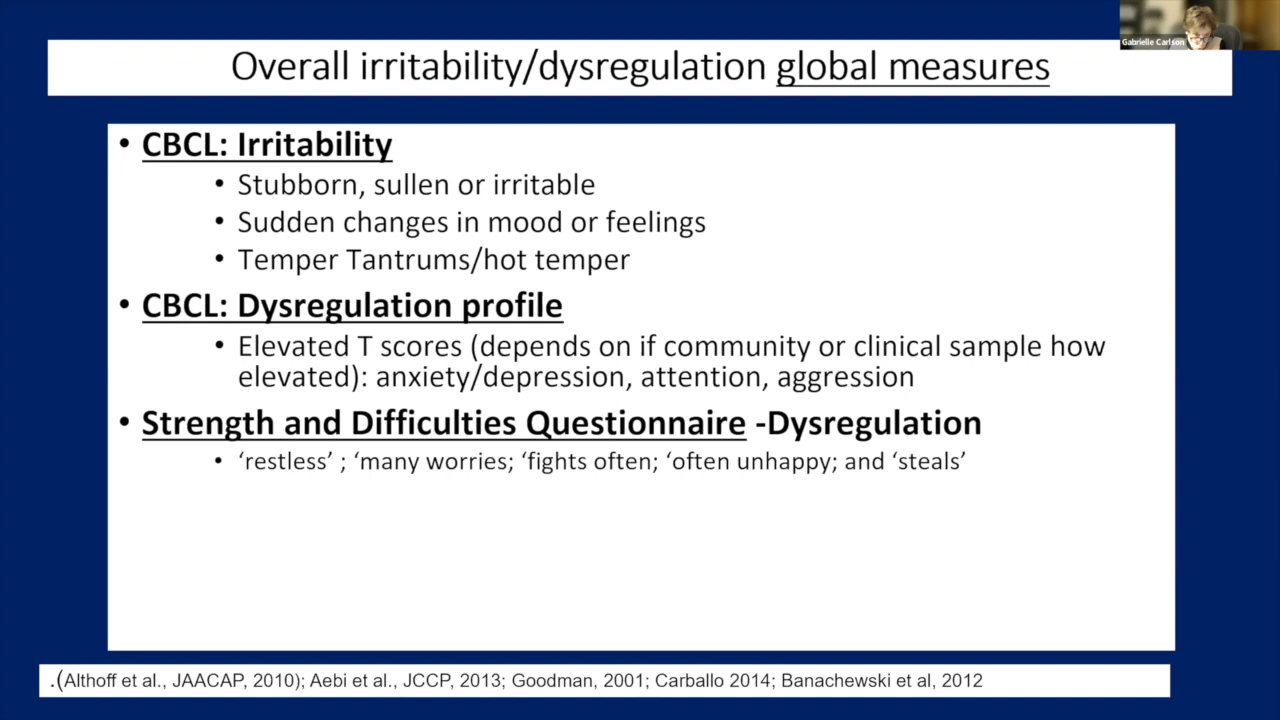 Gabrielle Carlson
Overall irritability/dysregulation global measures
• CBCL: Irritability
• Stubborn, sullen or irritable
• Sudden changes in mood or feelings
• Temper Tantrums/hot temper
• CBCL: Dysregulation profile
• Elevated T scores (depends on if community or clinical sample how
elevated): anxiety/depression, attention, aggression
• Strength and Difficulties Questionnaire -Dysregulation
• ‘restless’ ; ‘many worries; ‘fights often; ‘often unhappy; and ‘steals’
.(Althoff et al., JAACAP, 2010); Aebi et al., JCCP, 2013; Goodman, 2001; Carballo 2014; Banachewski et al, 2012